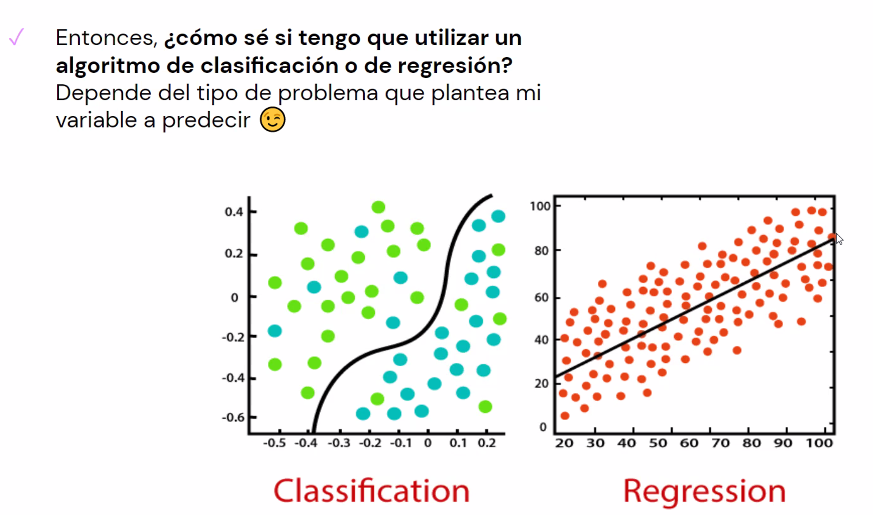 ✓ Entonces, ¿cómo sé si tengo que utilizar un
algoritmo de clasificación o de regresión?
Depende del tipo de problema que plantea mi
variable a predecir 😉
0.4
0.2
0
-0.2
-0.4
-0.6
-0.5 -0.4 -0.3 -0.2 -0.1 0 0.1 0.2
Classification
100
80
60
40
20
0
20 30 40 50 60 70 80 90 100
Regression